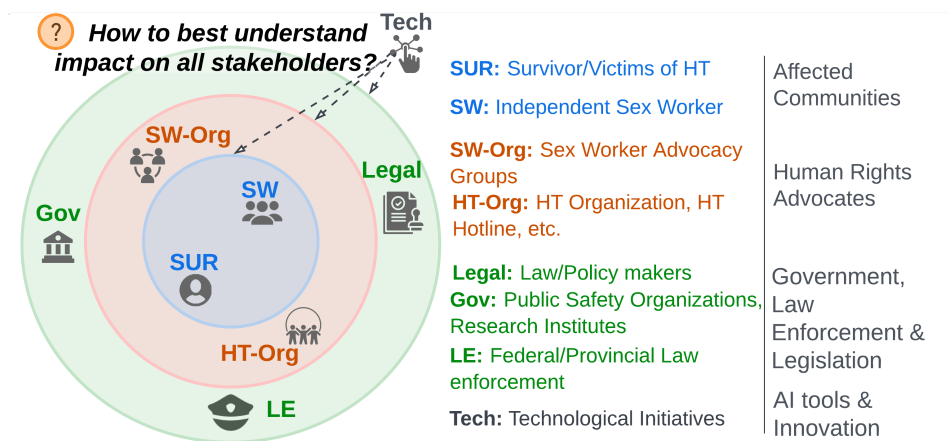 Tech
? How to best understand
impact on all stakeholders?
SW-Org
Legal
SW
Gov
SUR
HT-Org
LE
SUR: Survivor/Victims of HT
SW: Independent Sex Worker
Affected
Communities
SW-Org: Sex Worker Advocacy
Groups
HT-Org: HT Organization, HT
Hotline, etc.
Human Rights
Advocates
Legal: Law/Policy makers
Gov: Public Safety Organizations,
Research Institutes
LE: Federal/Provincial Law
enforcement
Government,
Law
Enforcement &
Legislation
Tech: Technological Initiatives
AI tools &
Innovation